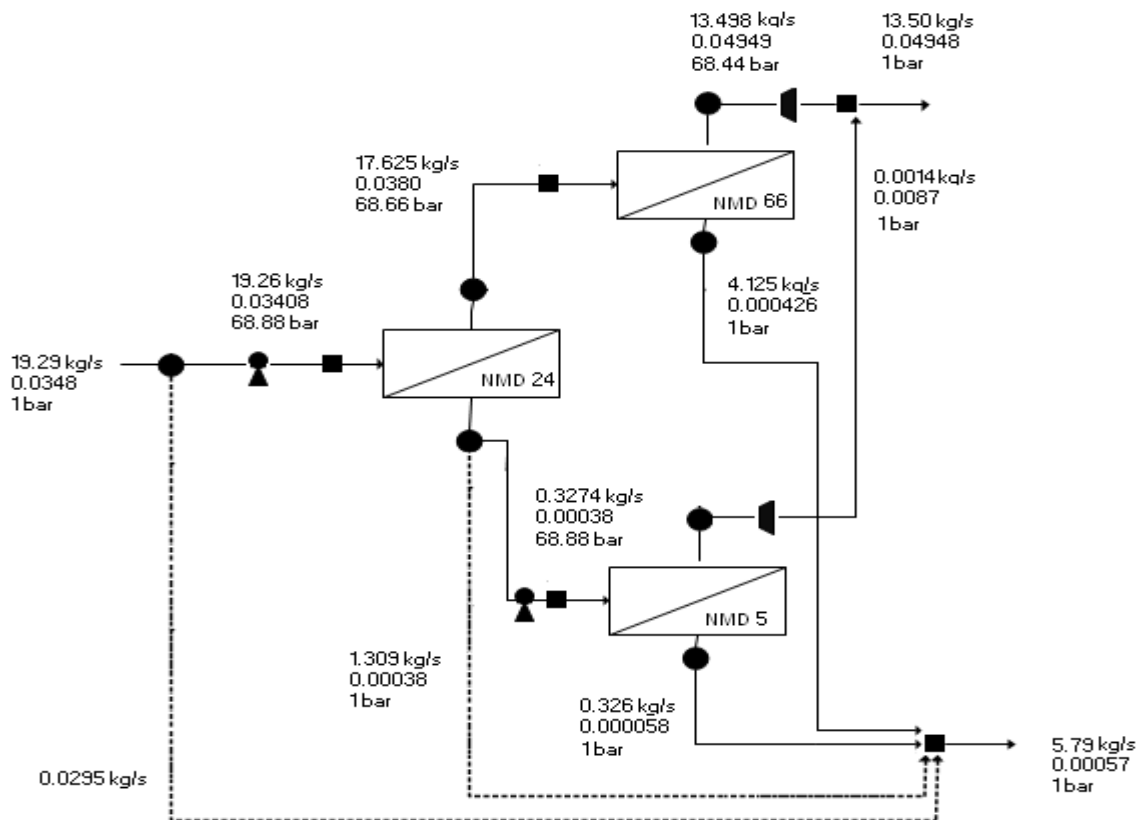 13.498 kg/s
0.04949
68.44 bar
13.50 kg/s
0.04948
1bar
17.625 kg/s
0.0380
68.66 bar
NMD 66
0.0014 kg/s
0.0087
1bar
19.26 kg/s
0.03408
68.88 bar
4.125 kg/s
0.000426
1bar
19.29 kg/s
0.0348
1bar
NMD 24
0.3274 kg/s
0.00038
68.88 bar
NMD 5
1.309 kg/s
0.00038
1bar
0.326 kg/s
0.000058
1bar
0.0295 kg/s
5.79 kg/s
0.00057
1bar